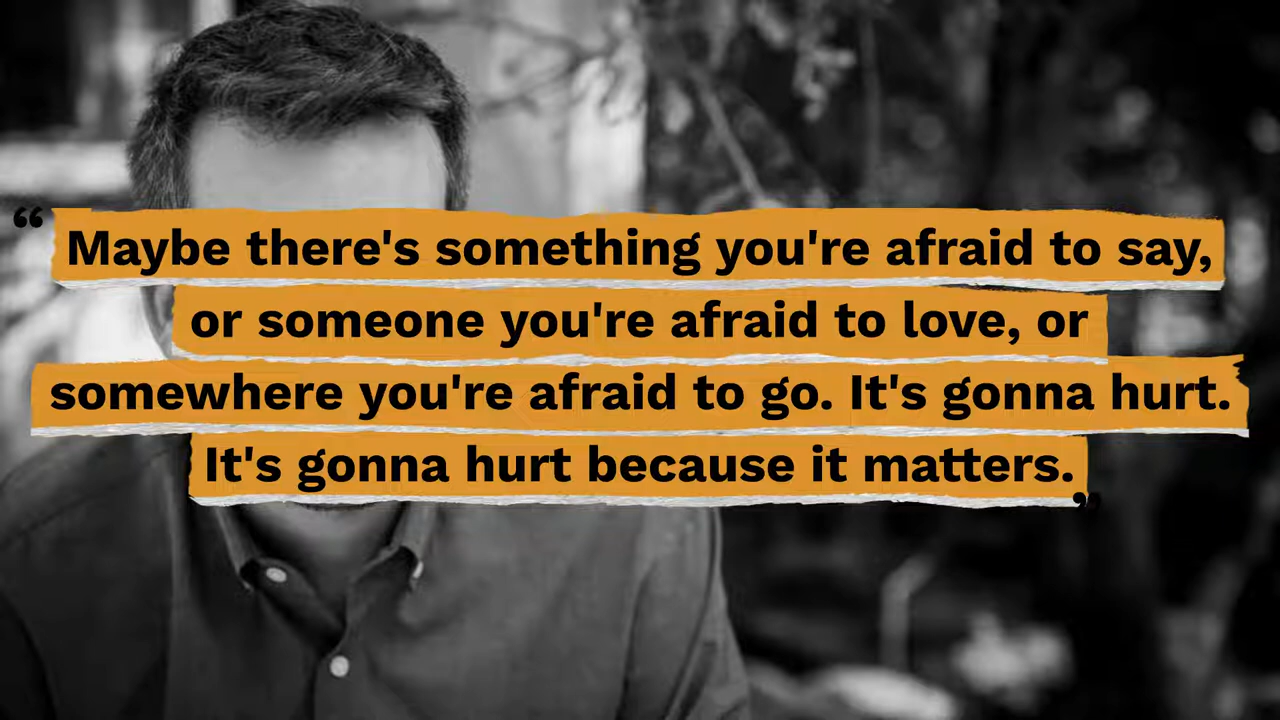 “Maybe there's something you're afraid to say,
or someone you're afraid to love, or
somewhere you're afraid to go. It's gonna hurt.
It's gonna hurt because it matters.”